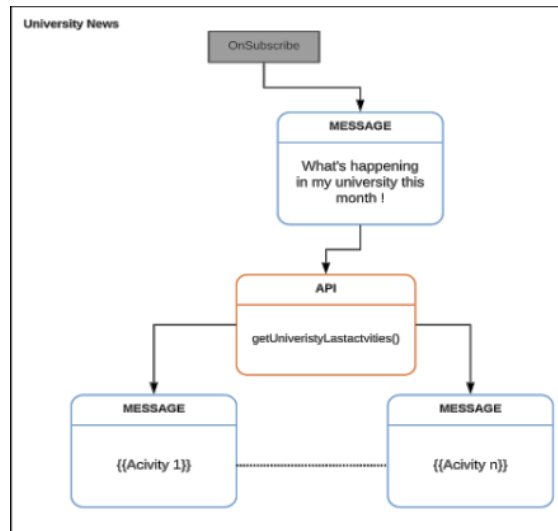 University News
OnSubscribe
MESSAGE
What's happening
in my university this
month !
API
getUniveristyLastactvities()
MESSAGE
{{Acivity 1}}
MESSAGE
{{Acivity n}}